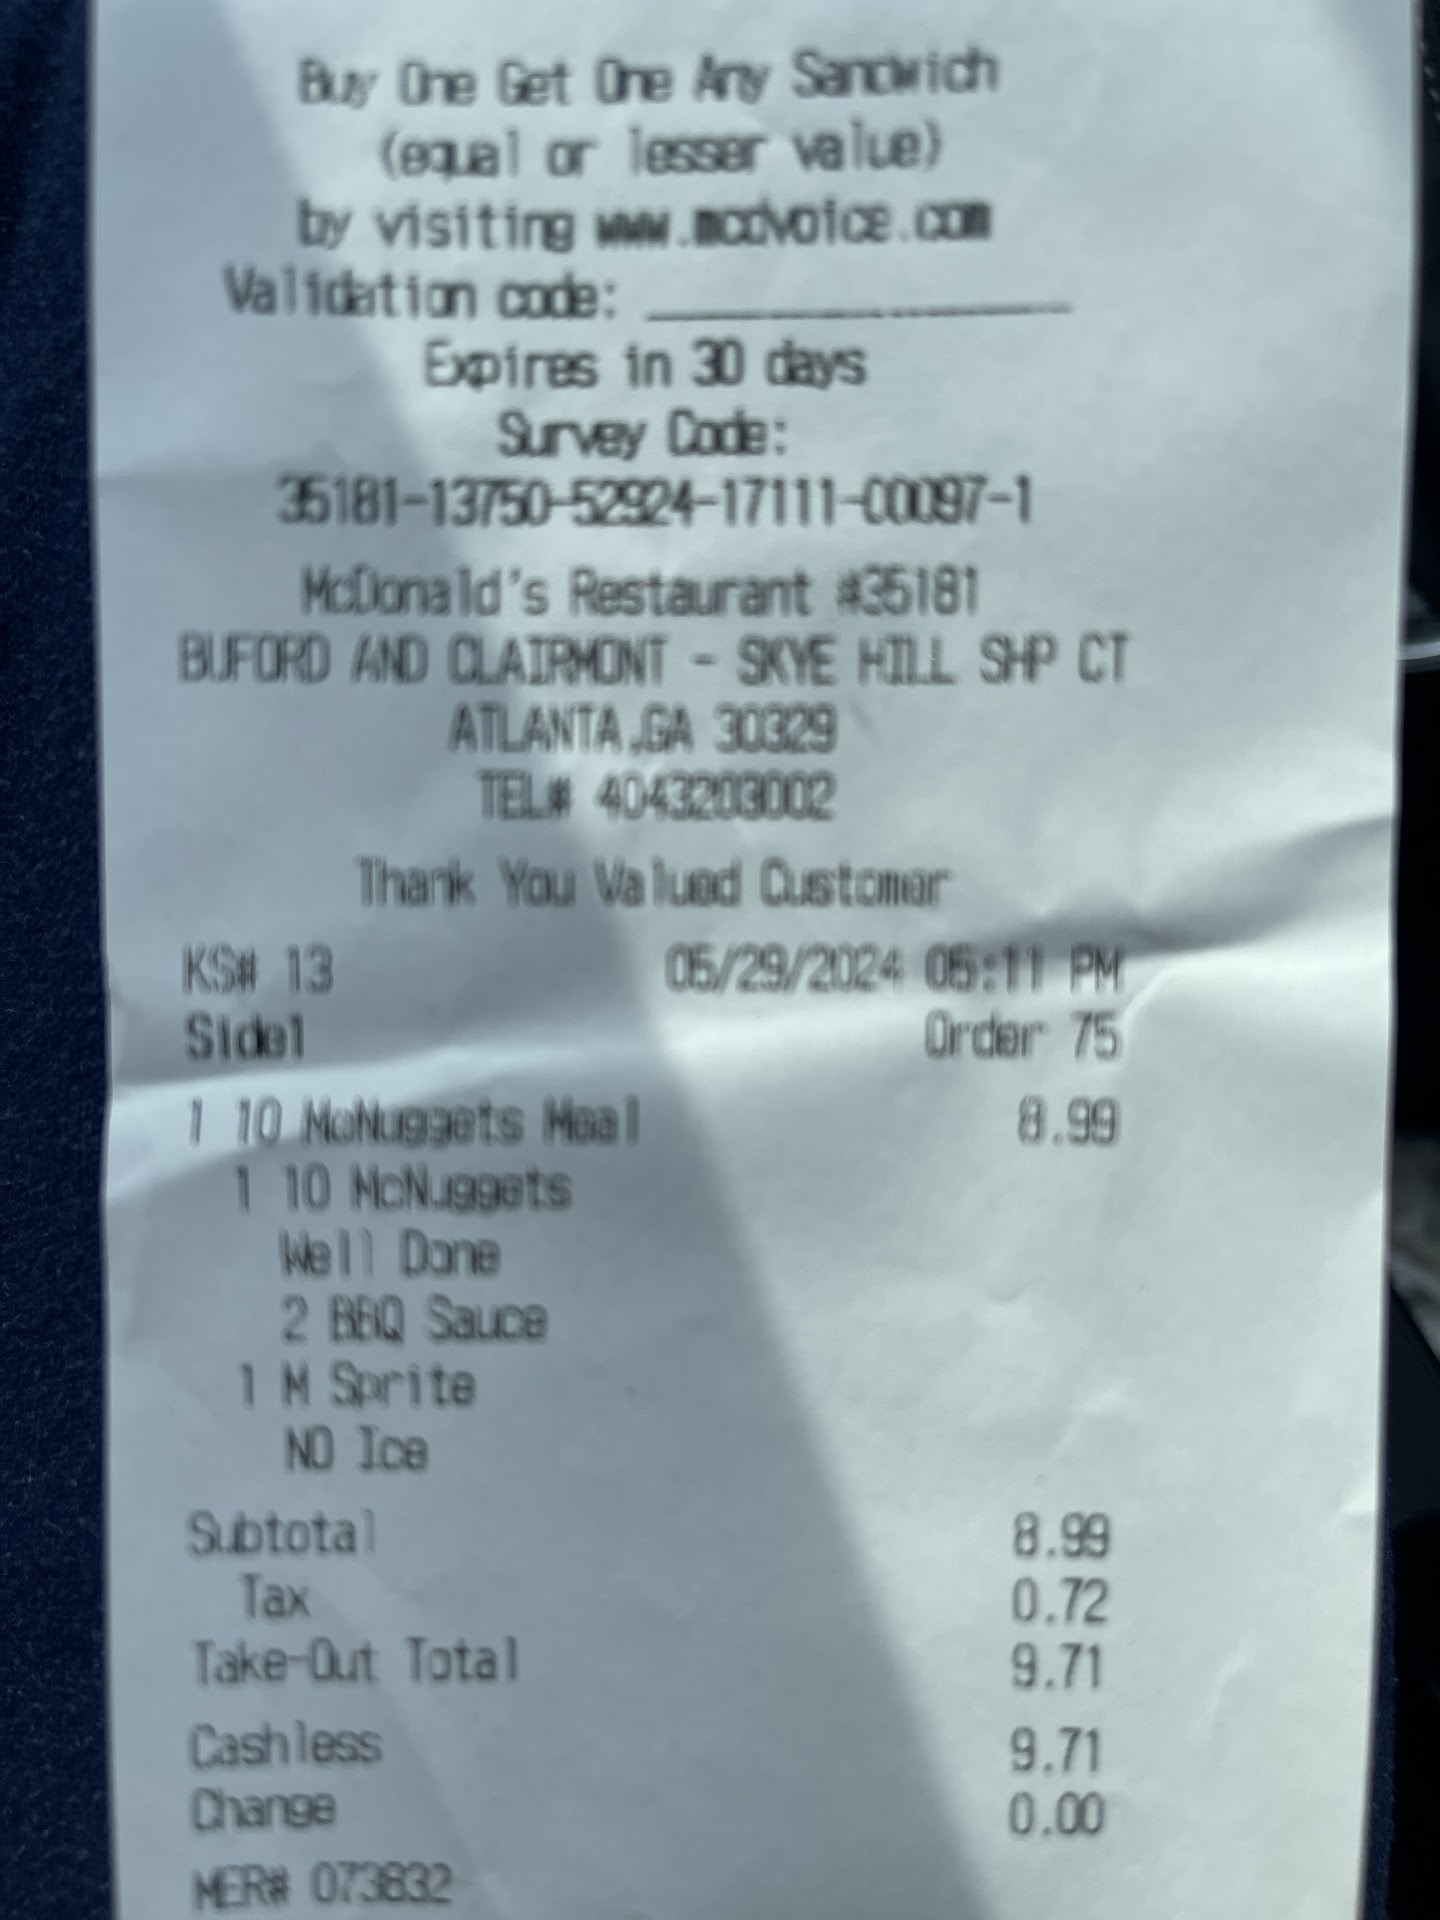 Buy One Get One Any Sandwich
(equal or lesser value)
by visiting www.mcdvoice.com
Validation code: ____________
Expires in 30 days
Survey Code:
35181-13750-52924-17111-00097-1
McDonald's Restaurant #35181
BUFORD AND CLAIRMONT - SKYE HILL SHP CT
ATLANTA,GA 30329
TEL# 4043203002
Thank You Valued Customer
KS# 13 05/29/2024 05:11 PM
Side1 Order 75
1 10 McNuggets Meal 8.99
1 10 McNuggets
Well Done
2 BBQ Sauce
1 M Sprite
NO Ice
Subtotal 8.99
Tax 0.72
Take-Out Total 9.71
Cashless 9.71
Change 0.00
MER# 073832